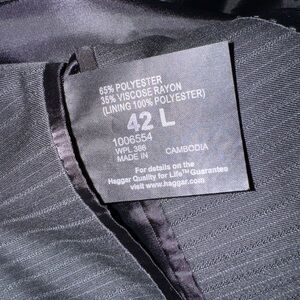 65% POLYESTER
35% VISCOSE RAYON
(LINING 100% POLYESTER)
42 L
1006554
WPL 386
MADE IN CAMBODIA
For details on the
Haggar Quality for Life™ Guarantee
visit www.haggar.com